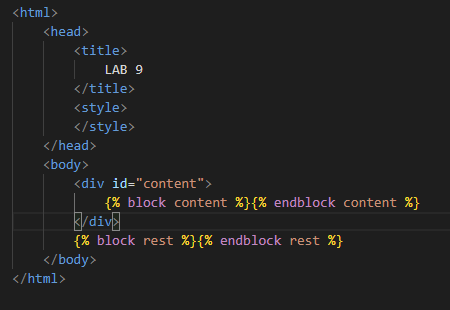 <html>
<head>
<title>
LAB 9
</title>
<style>
</style>
</head>
<body>
<div id="content">
{% block content %}{% endblock content %}
</div>
{% block rest %}{% endblock rest %}
</body>
</html>